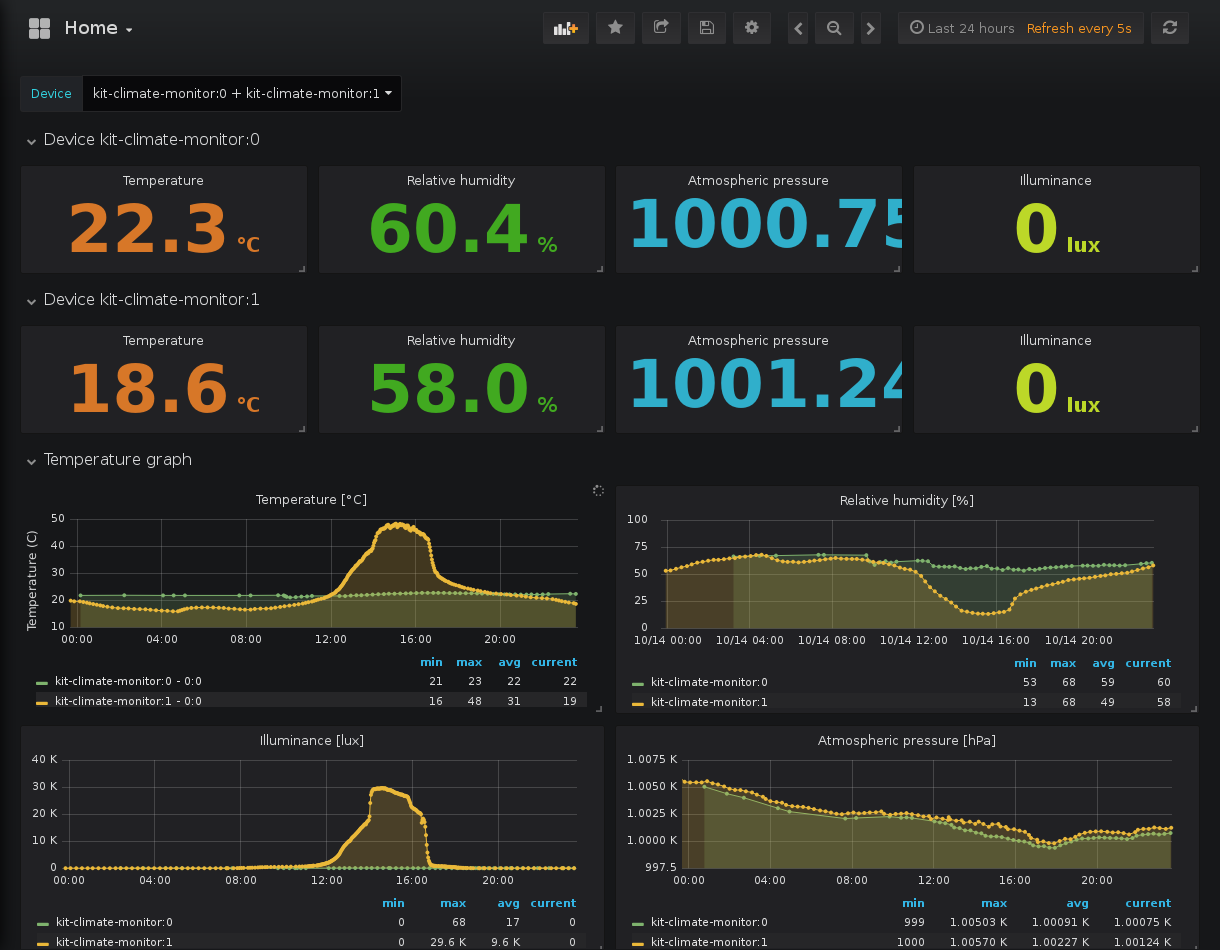 Home
Last 24 hours Refresh every 5s
Device kit-climate-monitor:0 + kit-climate-monitor:1
Device kit-climate-monitor:0
Temperature Relative humidity Atmospheric pressure Illuminance
22.3 °C 60.4 % 1000.75 0 lux
Device kit-climate-monitor:1
Temperature Relative humidity Atmospheric pressure Illuminance
18.6 °C 58.0 % 1001.24 0 lux
Temperature graph
Temperature [°C]
Temperature (C)
50
40
30
20
10
00:00 04:00 08:00 12:00 16:00 20:00
min max avg current
kit-climate-monitor:0 - 0:0 21 23 22 22
kit-climate-monitor:1 - 0:0 16 48 31 19
Relative humidity [%]
100
75
50
25
0
10/14 00:00 10/14 04:00 10/14 08:00 10/14 12:00 10/14 16:00 10/14 20:00
min max avg current
kit-climate-monitor:0 53 68 59 60
kit-climate-monitor:1 13 68 49 58
Illuminance [lux]
40 K
30 K
20 K
10 K
0
00:00 04:00 08:00 12:00 16:00 20:00
min max avg current
kit-climate-monitor:0 0 68 17 0
kit-climate-monitor:1 0 29.6 K 9.6 K 0
Atmospheric pressure [hPa]
1.0075 K
1.0050 K
1.0025 K
1.0000 K
997.5
00:00 04:00 08:00 12:00 16:00 20:00
min max avg current
kit-climate-monitor:0 999 1.00503 K 1.00091 K 1.00075 K
kit-climate-monitor:1 1000 1.00570 K 1.00227 K 1.00124 K